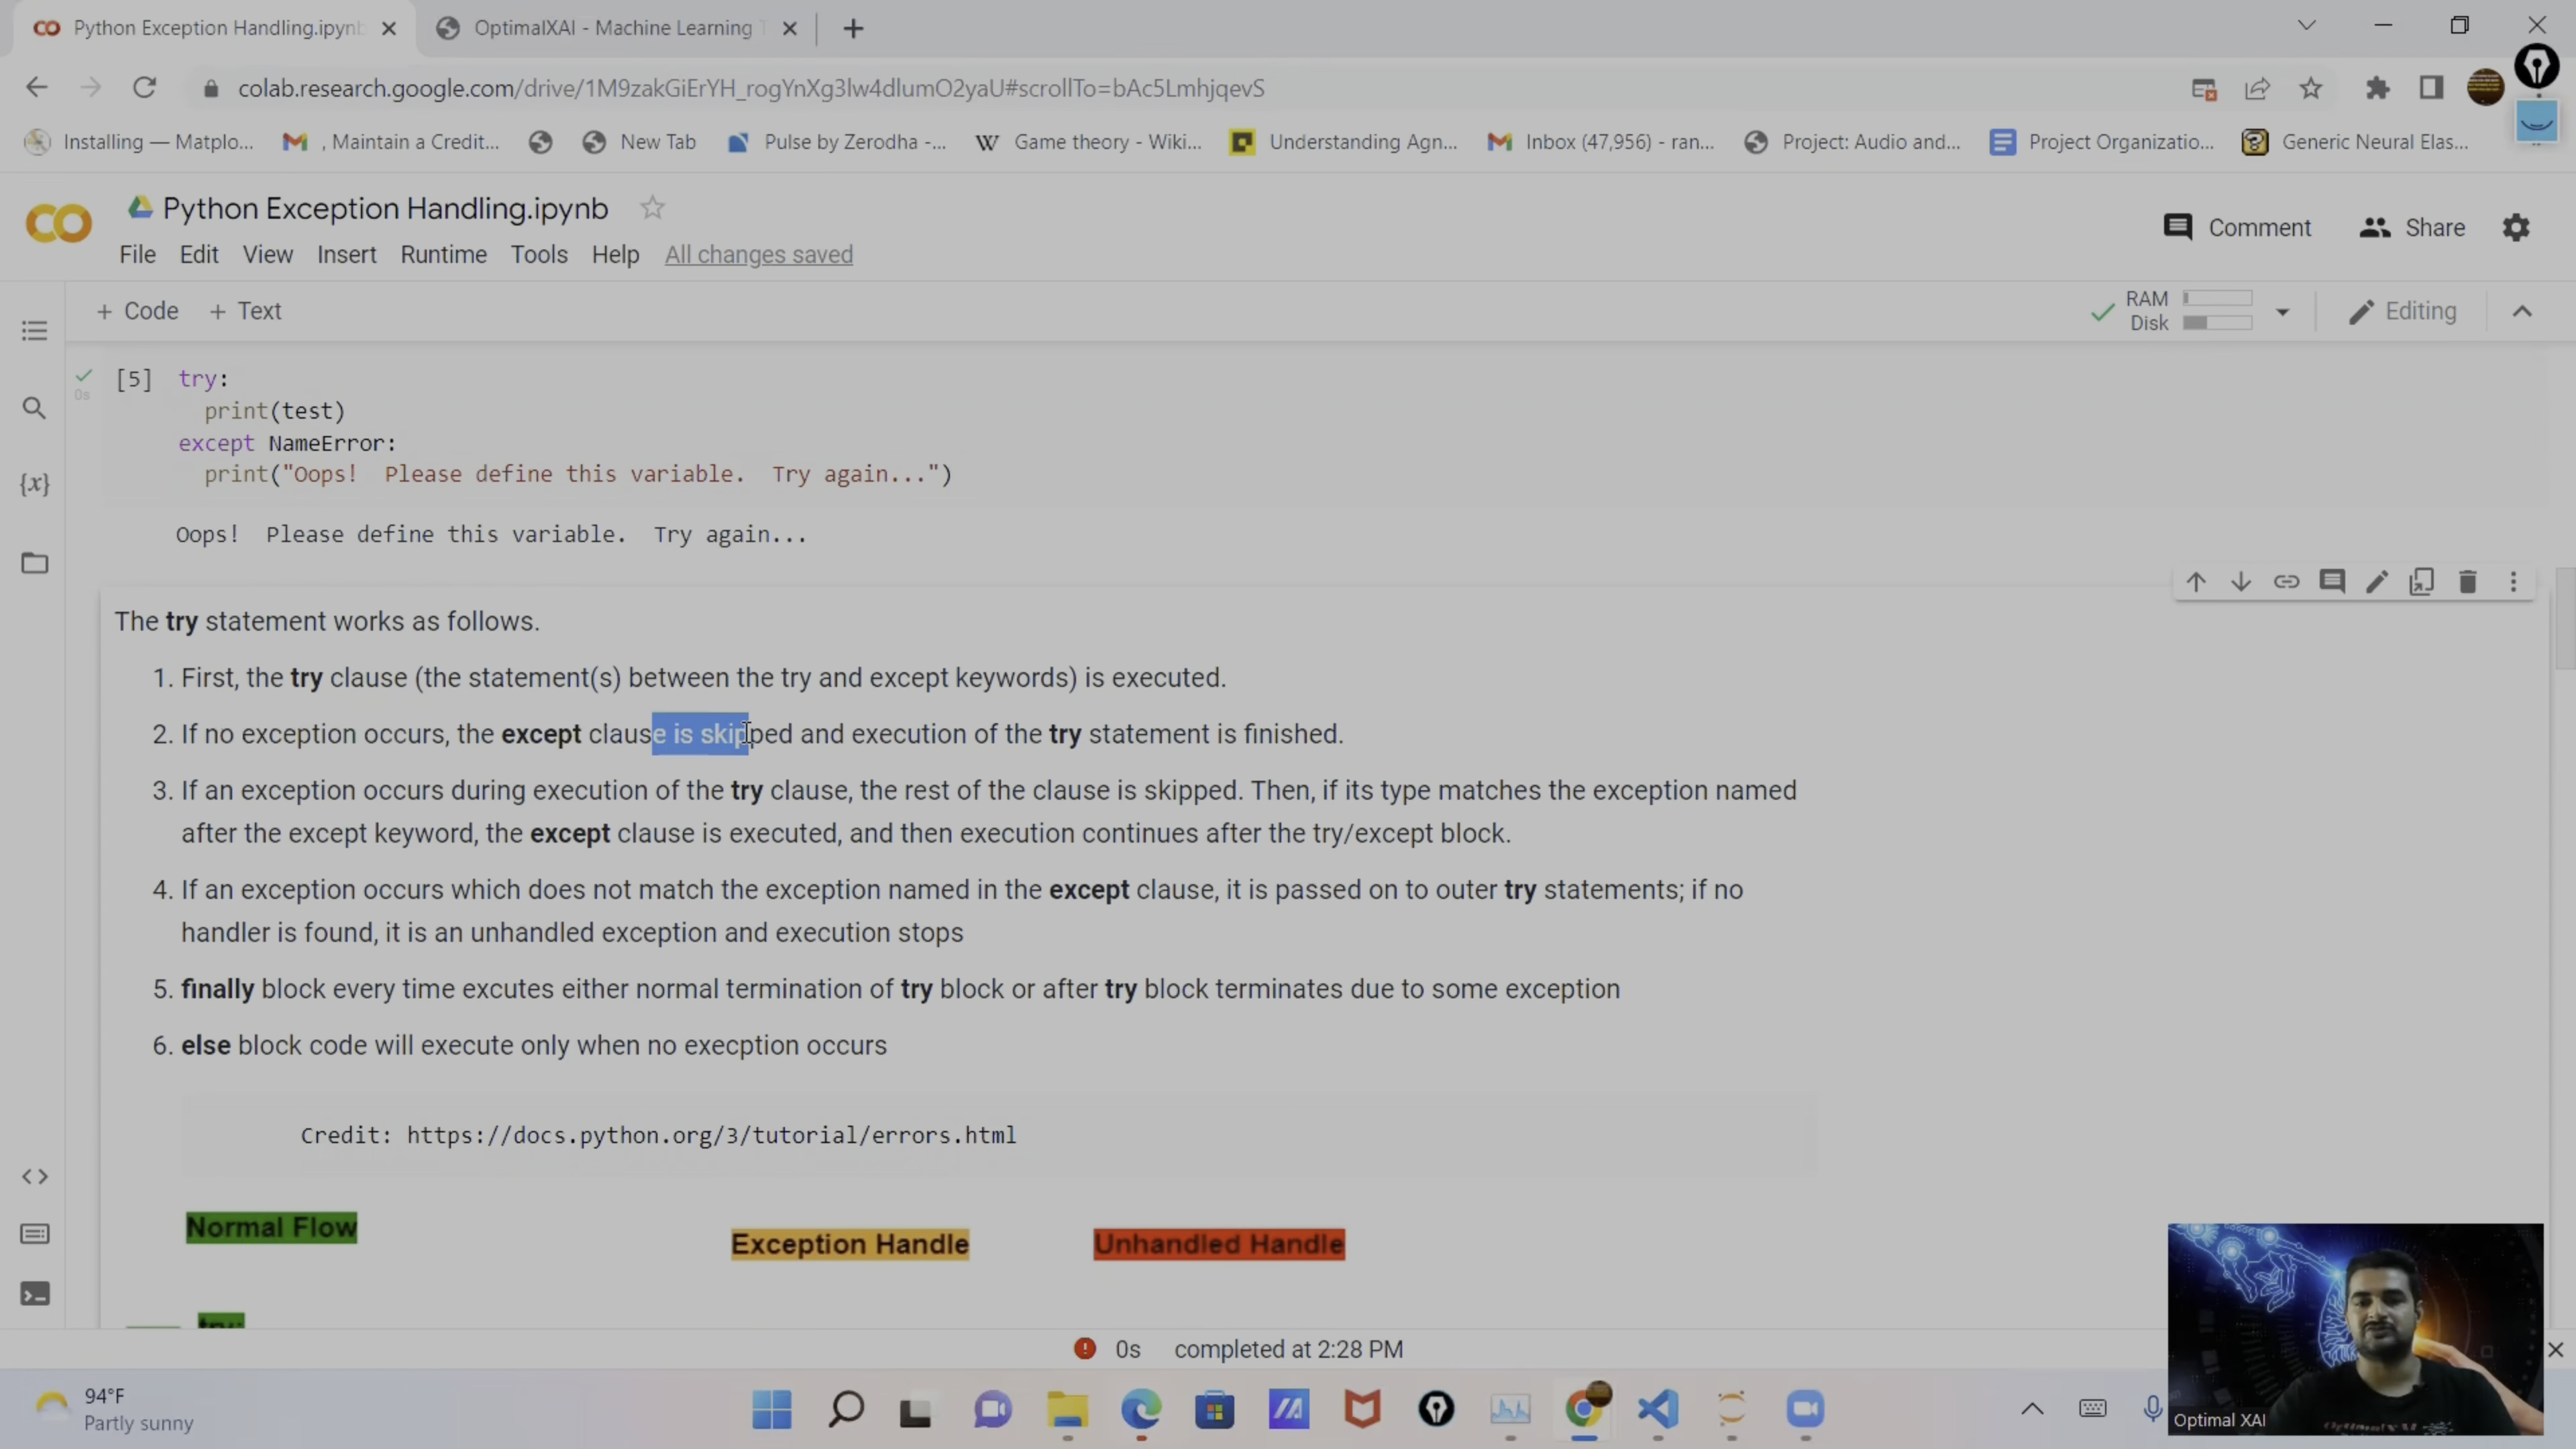 Python Exception Handling.ipynb
OptimalXAI - Machine Learning T
colab.research.google.com/drive/1M9zakGiErYH_rogYnXg3lw4dlumO2yaU#scrollTo=bAc5LmhjqevS
Installing — Matplo... , Maintain a Credit... New Tab Pulse by Zerodha -... Game theory - Wiki... Understanding Agn... Inbox (47,956) - ran... Project: Audio and... Project Organizatio... Generic Neural Elas...
Python Exception Handling.ipynb
File Edit View Insert Runtime Tools Help All changes saved
Comment Share
+ Code + Text
RAM
Disk
Editing
[5] try:
0s
print(test)
except NameError:
print("Oops!  Please define this variable.  Try again...")
Oops!  Please define this variable.  Try again...
The try statement works as follows.
1. First, the try clause (the statement(s) between the try and except keywords) is executed.
2. If no exception occurs, the except clause is skipped and execution of the try statement is finished.
3. If an exception occurs during execution of the try clause, the rest of the clause is skipped. Then, if its type matches the exception named
after the except keyword, the except clause is executed, and then execution continues after the try/except block.
4. If an exception occurs which does not match the exception named in the except clause, it is passed on to outer try statements; if no
handler is found, it is an unhandled exception and execution stops
5. finally block every time excutes either normal termination of try block or after try block terminates due to some exception
6. else block code will execute only when no execption occurs
Credit: https://docs.python.org/3/tutorial/errors.html
Normal Flow
Exception Handle
Unhandled Handle
try:
0s completed at 2:28 PM
94°F
Partly sunny
Optimal XAI